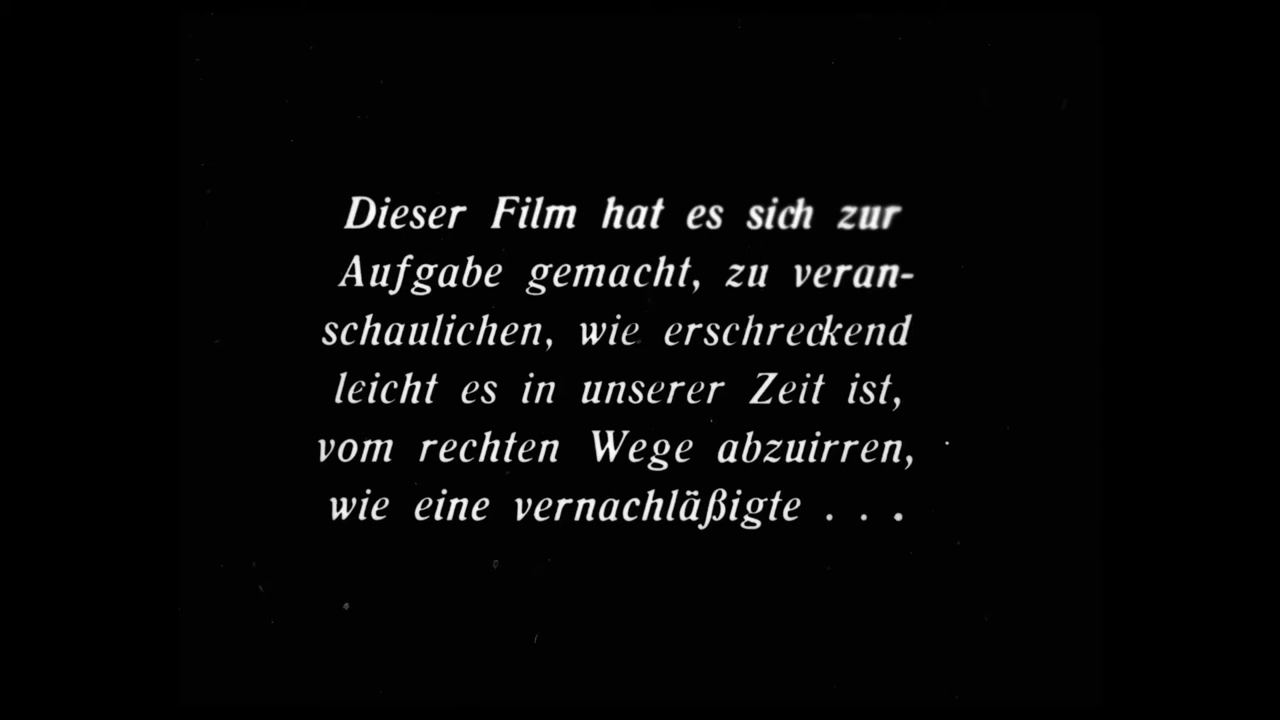 Dieser Film hat es sich zur
Aufgabe gemacht, zu veran-
schaulichen, wie erschreckend
leicht es in unserer Zeit ist,
vom rechten Wege abzuirren,
wie eine vernachläßigte . . .